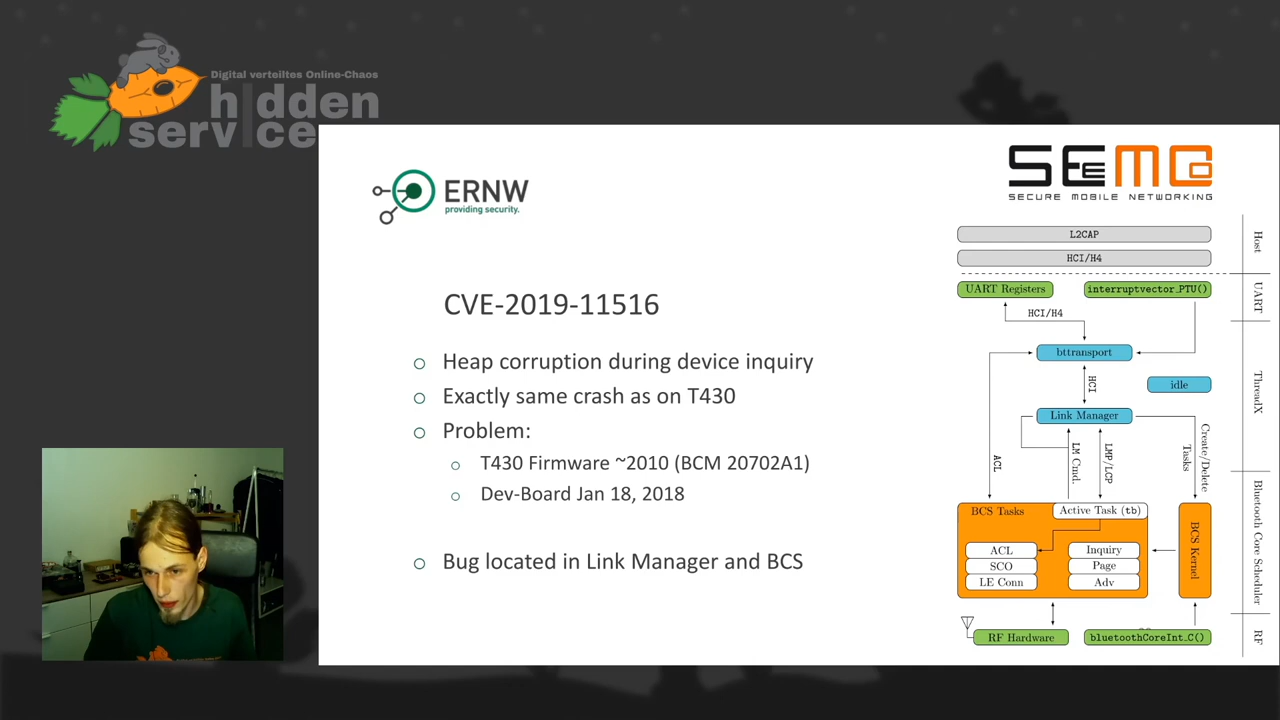 Digital verteiltes Online-Chaos
hidden
service
ERNW
providing security.
SEEMOO
SECURE MOBILE NETWORKING
CVE-2019-11516
Heap corruption during device inquiry
Exactly same crash as on T430
Problem:
T430 Firmware ~2010 (BCM 20702A1)
Dev-Board Jan 18, 2018
Bug located in Link Manager and BCS
L2CAP
HCI/H4
Host
UART Registers
interruptvector_PTU()
UART
HCI/H4
bttransport
HCI
idle
ThreadX
Link Manager
ACL
LM Cmd.
LMP/LCP
Create/Delete
Tasks
BCS Tasks
Active Task (tb)
ACL
Inquiry
SCO
Page
LE Conn
Adv
BCS Kernel
Bluetooth Core Scheduler
RF Hardware
bluetoothCoreInt_C()
RF